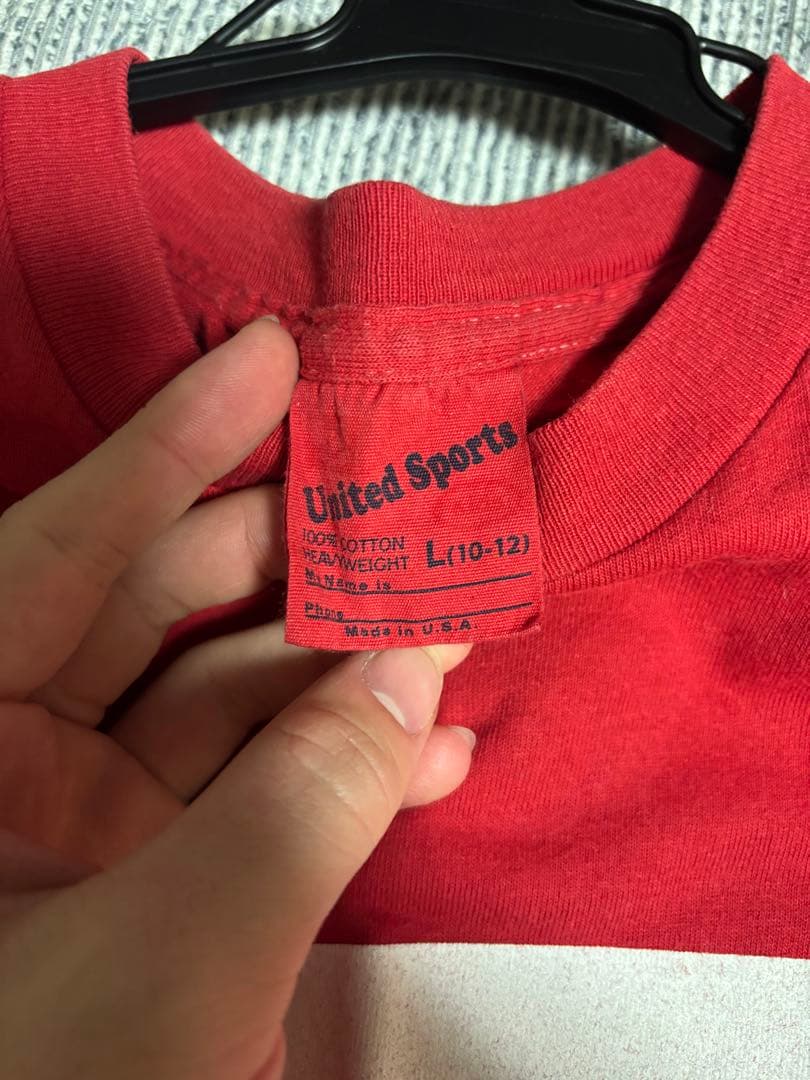 United Sports
100% COTTON
HEAVYWEIGHT L(10-12)
My Name is
Phone
Made in U.S.A.